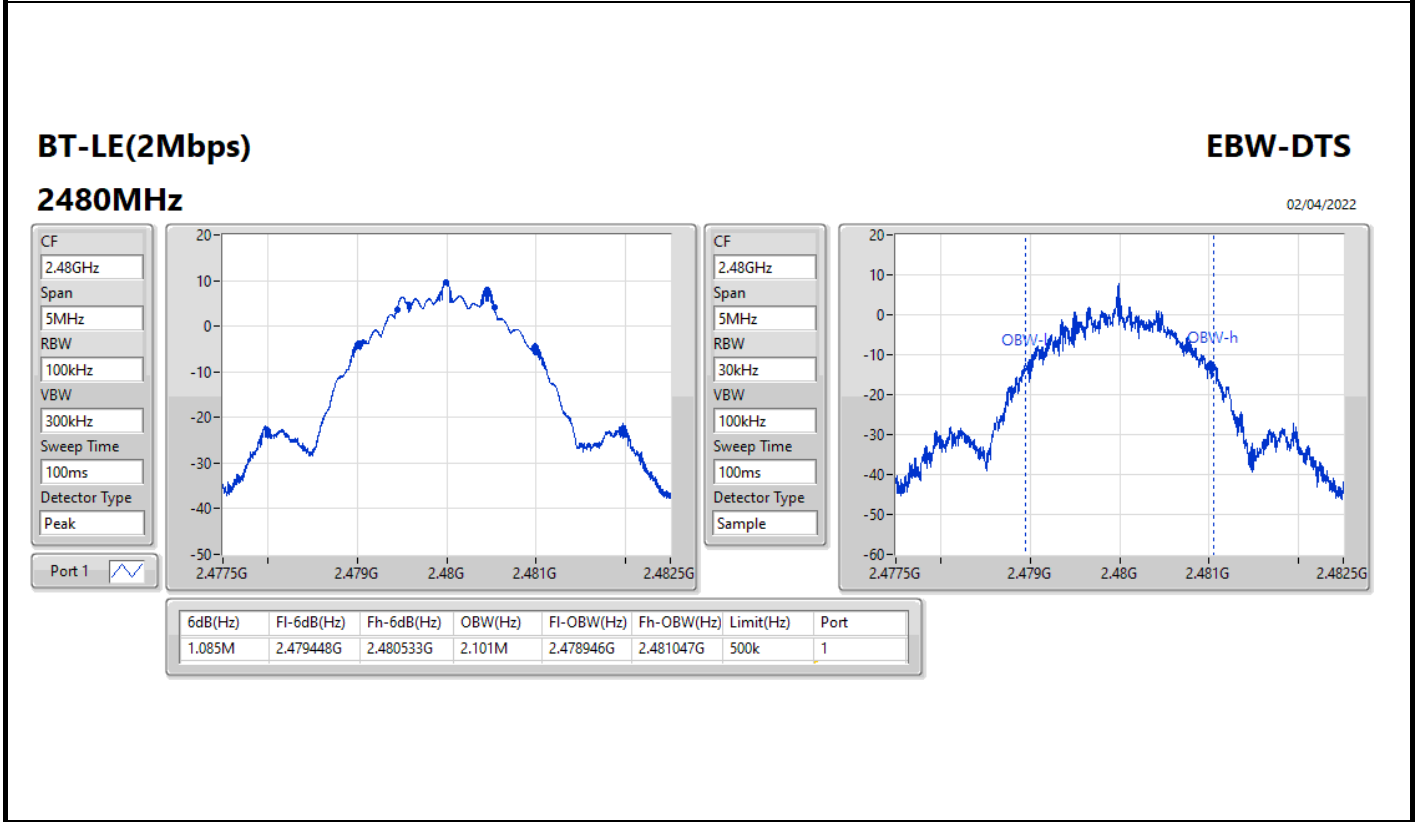 BT-LE(2Mbps)
EBW-DTS
2480MHz
02/04/2022
CF
2.48GHz
Span
5MHz
RBW
100kHz
VBW
300kHz
Sweep Time
100ms
Detector Type
Peak
Port 1
20
10
0
-10
-20
-30
-40
-50
2.4775G 2.479G 2.48G 2.481G 2.4825G
CF
2.48GHz
Span
5MHz
RBW
30kHz
VBW
100kHz
Sweep Time
100ms
Detector Type
Sample
20
10
0
-10
-20
-30
-40
-50
-60
OBW-l OBW-h
2.4775G 2.479G 2.48G 2.481G 2.4825G
6dB(Hz) Fl-6dB(Hz) Fh-6dB(Hz) OBW(Hz) Fl-OBW(Hz) Fh-OBW(Hz) Limit(Hz) Port
1.085M 2.479448G 2.480533G 2.101M 2.478946G 2.481047G 500k 1